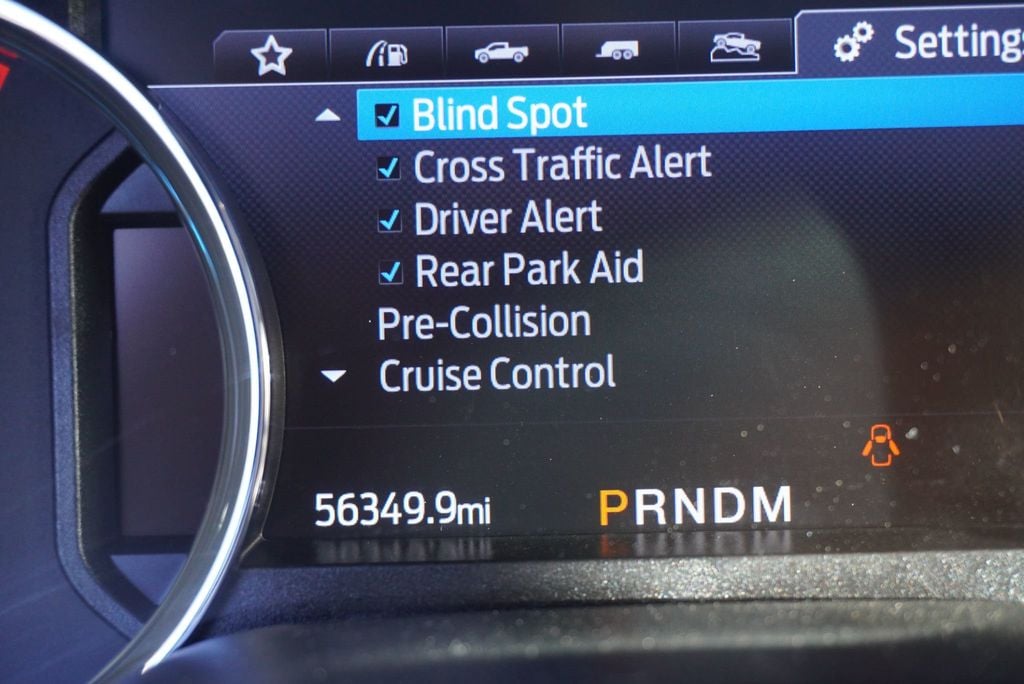 Settings
Blind Spot
Cross Traffic Alert
Driver Alert
Rear Park Aid
Pre-Collision
Cruise Control
56349.9mi
PRNDM